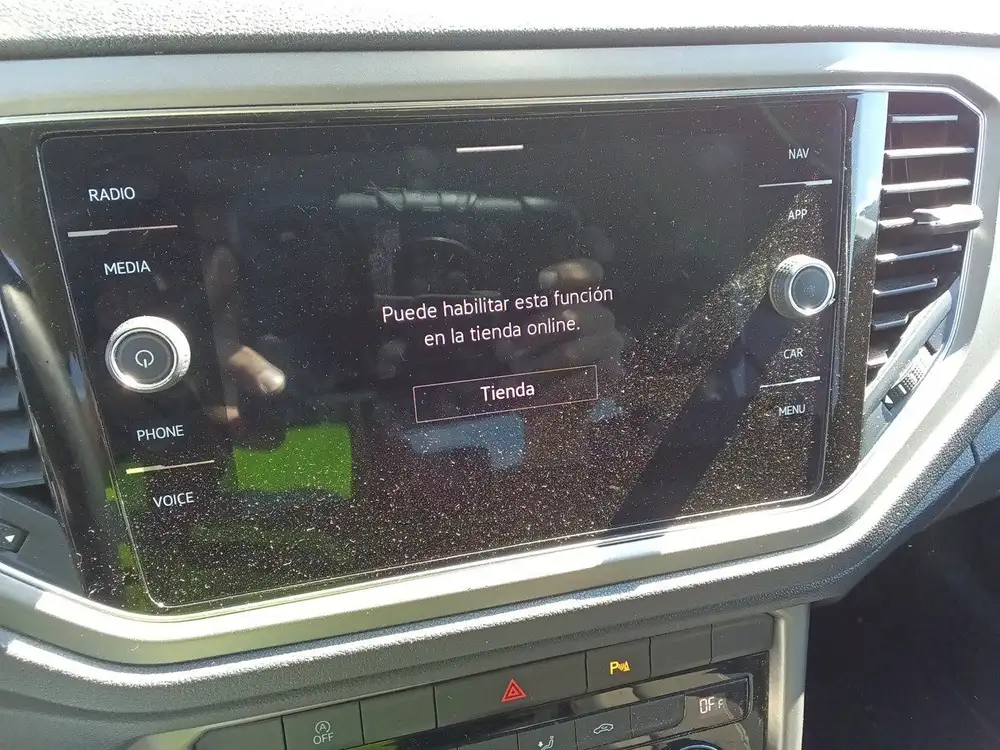 RADIO
MEDIA
PHONE
VOICE
Puede habilitar esta función
en la tienda online.
Tienda
NAV
APP
CAR
MENU
A
OFF
P
OFF